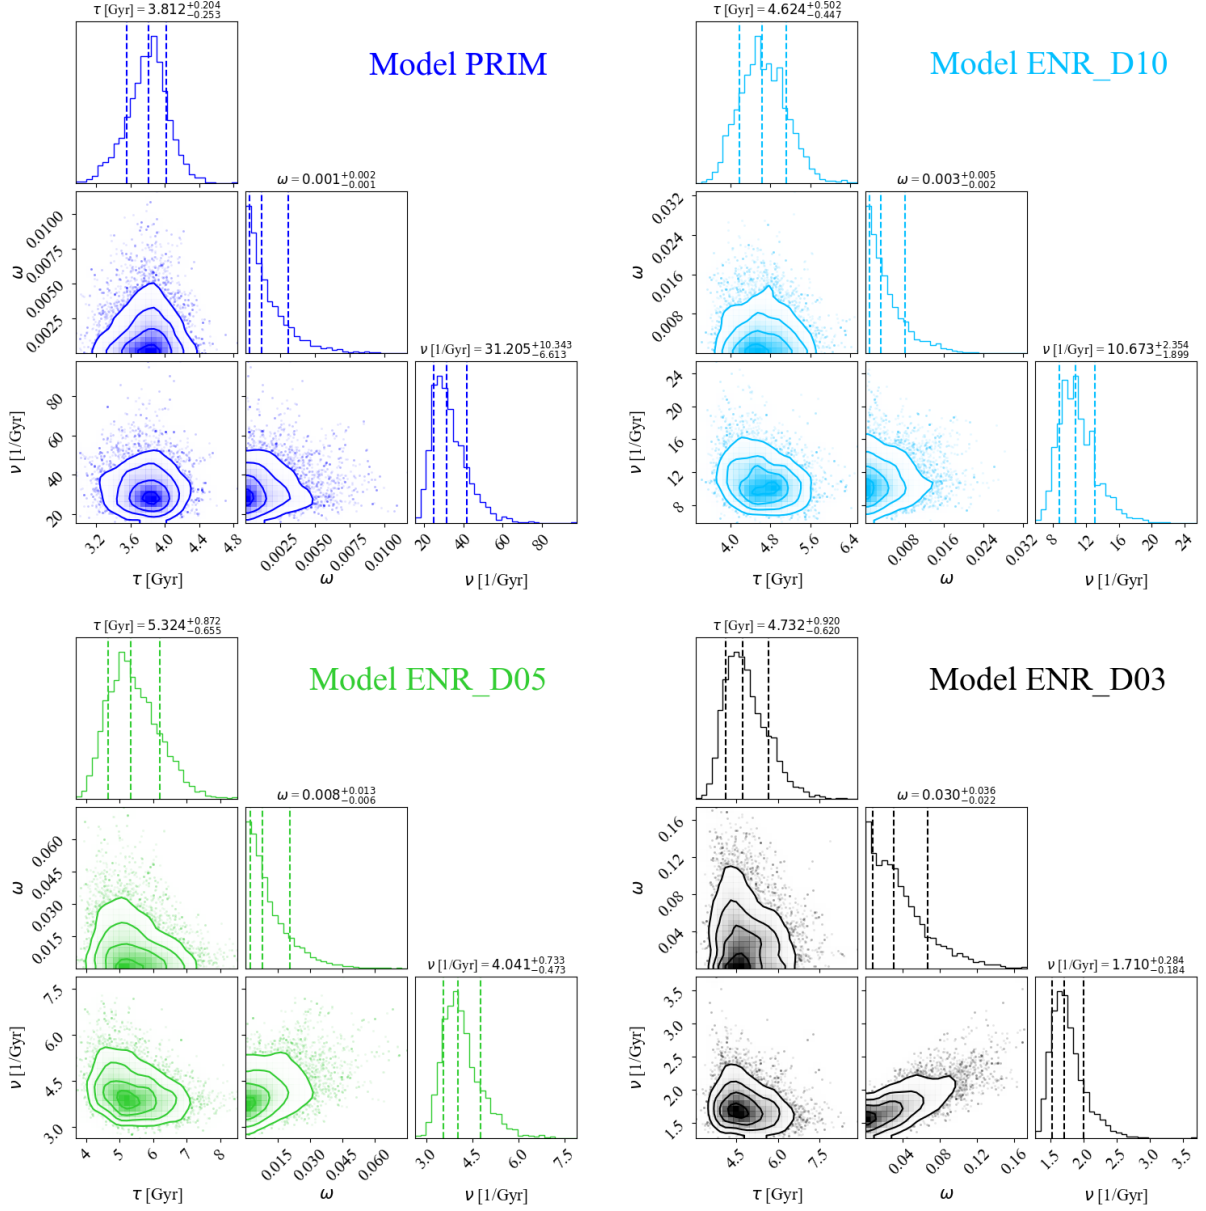 τ [Gyr] = 3.812+0.204−0.253
Model PRIM
ω = 0.001+0.002−0.001
0.0100
0.0075
0.0050
0.0025
ω
ν [1/Gyr] = 31.205+10.343−6.613
80
60
40
20
ν [1/Gyr]
3.2 3.6 4.0 4.4 4.8
0.0025 0.0050 0.0075 0.0100
20 40 60 80
τ [Gyr] ω ν [1/Gyr]
τ [Gyr] = 4.624+0.502−0.447
Model ENR_D10
ω = 0.003+0.005−0.002
0.032
0.024
0.016
0.008
ω
ν [1/Gyr] = 10.673+2.354−1.899
24
20
16
12
8
ν [1/Gyr]
4.0 4.8 5.6 6.4
0.008 0.016 0.024 0.032
8 12 16 20 24
τ [Gyr] ω ν [1/Gyr]
τ [Gyr] = 5.324+0.872−0.655
Model ENR_D05
ω = 0.008+0.013−0.006
0.060
0.045
0.030
0.015
ω
ν [1/Gyr] = 4.041+0.733−0.473
7.5
6.0
4.5
3.0
ν [1/Gyr]
4 5 6 7 8
0.015 0.030 0.045 0.060
3.0 4.5 6.0 7.5
τ [Gyr] ω ν [1/Gyr]
τ [Gyr] = 4.732+0.920−0.620
Model ENR_D03
ω = 0.030+0.036−0.022
0.16
0.12
0.08
0.04
ω
ν [1/Gyr] = 1.710+0.284−0.184
3.5
3.0
2.5
2.0
1.5
ν [1/Gyr]
4.5 6.0 7.5
0.04 0.08 0.12 0.16
1.5 2.0 2.5 3.0 3.5
τ [Gyr] ω ν [1/Gyr]